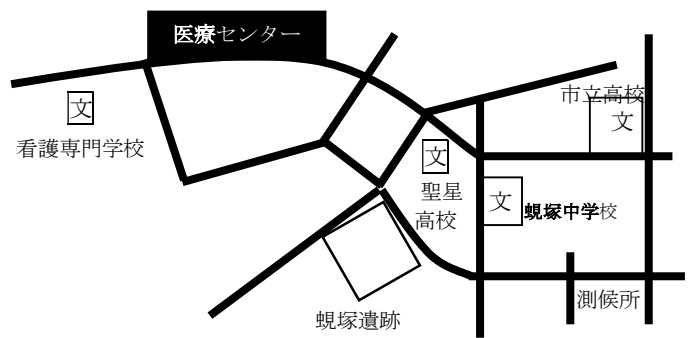 医療センター
市立高校
文
文
看護専門学校
文
聖星
高校
文
蜆塚中学校
測候所
蜆塚遺跡